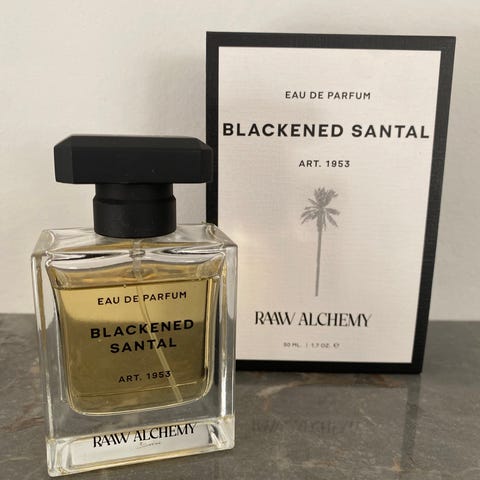 EAU DE PARFUM
BLACKENED SANTAL
ART. 1953
RAAW ALCHEMY
50 ML. | 1,7 OZ. ℮
EAU DE PARFUM
BLACKENED
SANTAL
ART. 1953
RAAW ALCHEMY